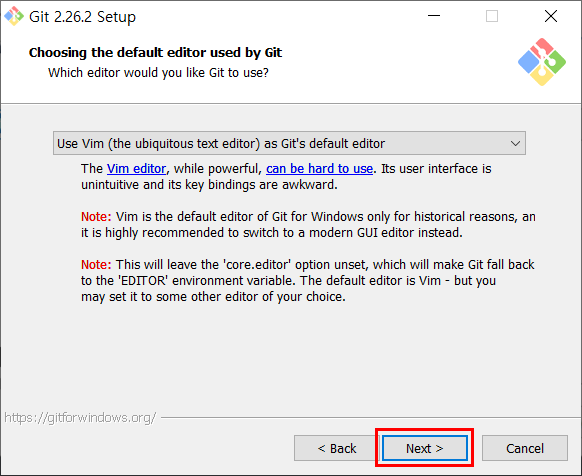 Git 2.26.2 Setup
Choosing the default editor used by Git
Which editor would you like Git to use?
Use Vim (the ubiquitous text editor) as Git's default editor
The Vim editor, while powerful, can be hard to use. Its user interface is
unintuitive and its key bindings are awkward.
Note: Vim is the default editor of Git for Windows only for historical reasons, an
it is highly recommended to switch to a modern GUI editor instead.
Note: This will leave the 'core.editor' option unset, which will make Git fall back
to the 'EDITOR' environment variable. The default editor is Vim - but you
may set it to some other editor of your choice.
https://gitforwindows.org/
< Back
Next >
Cancel